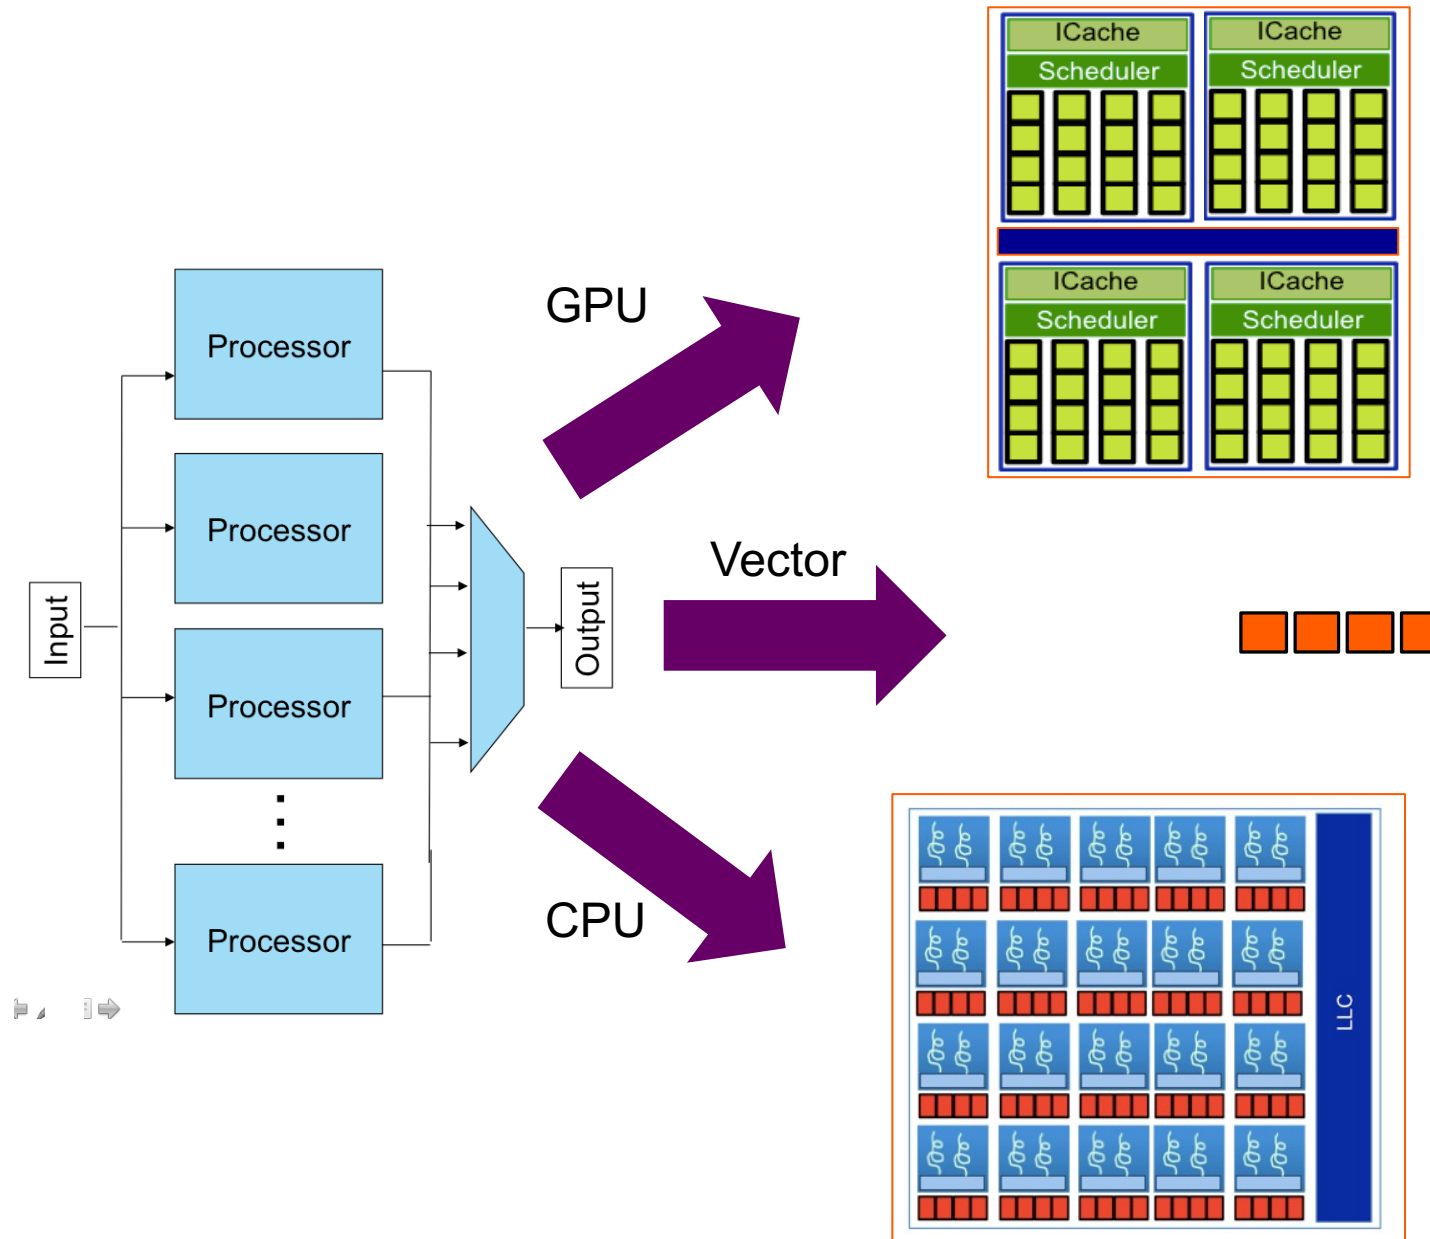 Input
Processor
Processor
Processor
Processor
Output
GPU
Vector
CPU
ICache
Scheduler
ICache
Scheduler
ICache
Scheduler
ICache
Scheduler
LLC